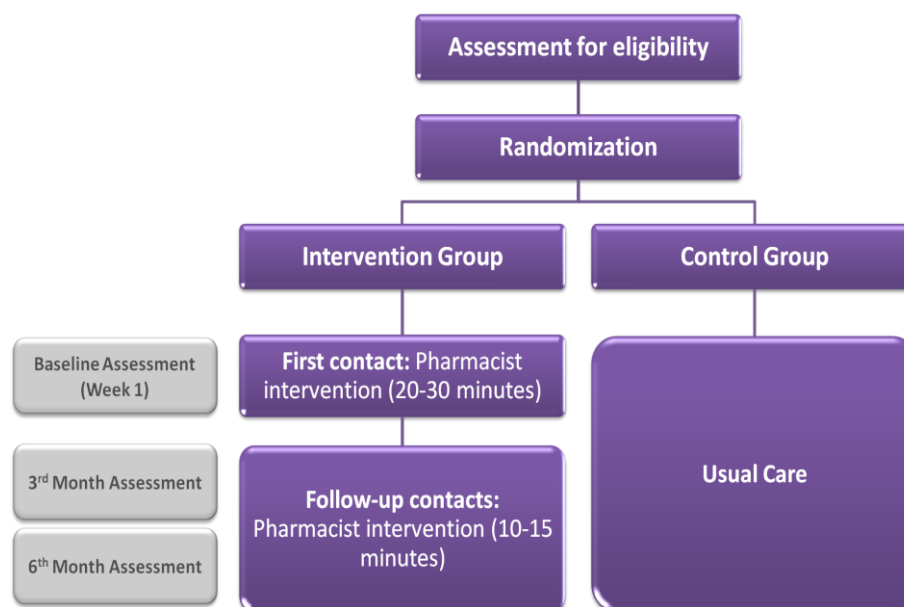 Assessment for eligibility
Randomization
Intervention Group
Control Group
Baseline Assessment
(Week 1)
First contact: Pharmacist
intervention (20-30 minutes)
3rd Month Assessment
6th Month Assessment
Follow-up contacts:
Pharmacist intervention (10-15
minutes)
Usual Care